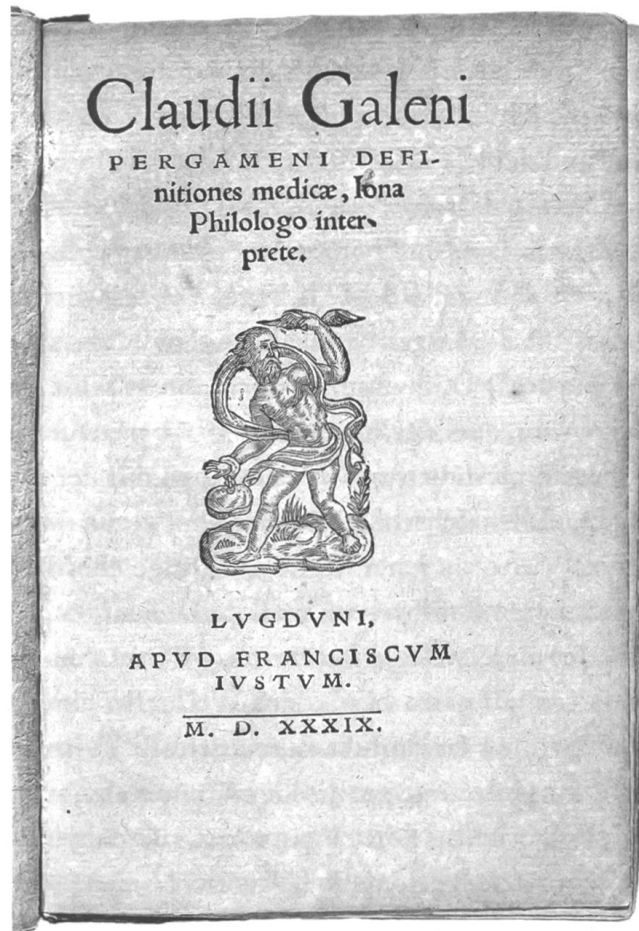 Claudii Galeni
PERGAMENI DEFI-
nitiones medicæ, Iona
Philologo inter-
prete.
LVGDVNI,
APVD FRANCISCVM
IVSTVM.
M. D. XXXIX.